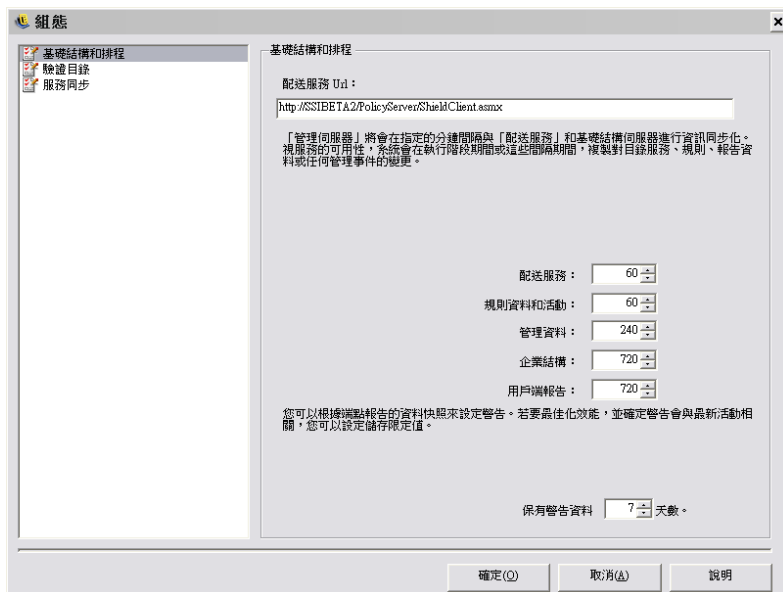 組態
基礎結構和排程
驗證目錄
服務同步
基礎結構和排程
配送服務 Url：
http://SSIBETA2/PolicyServer/ShieldClient.asmx
「管理伺服器」將會在指定的分鐘間隔與「配送服務」和基礎結構伺服器進行資訊同步化。
視服務的可用性，系統會在執行階段期間或這些間隔期間，複製對目錄服務、規則、報告資
料或任何管理事件的變更。
配送服務： 60
規則資料和活動： 60
管理資料： 240
企業結構： 720
用戶端報告： 720
您可以根據端點報告的資料快照來設定警告。若要最佳化效能，並確定警告會與最新活動相
關，您可以設定儲存限定值。
保有警告資料 7 天數。
確定(O) 取消(A) 說明